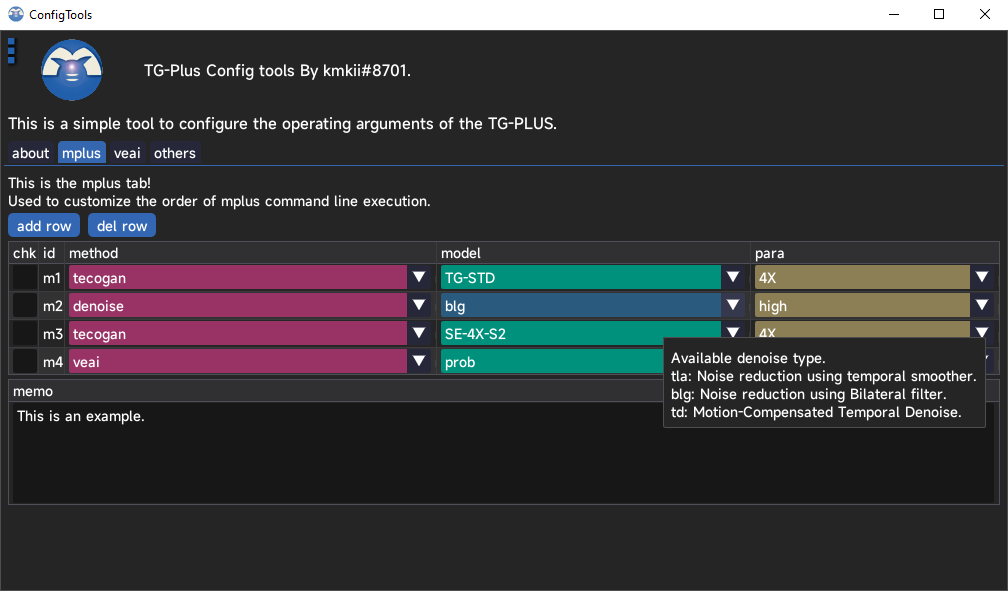 ConfigTools
TG-Plus Config tools By kmkii#8701.
This is a simple tool to configure the operating arguments of the TG-PLUS.
about mplus veai others
This is the mplus tab!
Used to customize the order of mplus command line execution.
add row del row
chk id method model para
m1 tecogan TG-STD 4X
m2 denoise blg high
m3 tecogan SE-4X-S2 4X
m4 veai prob
Available denoise type.
tla: Noise reduction using temporal smoother.
blg: Noise reduction using Bilateral filter.
td: Motion-Compensated Temporal Denoise.
memo
This is an example.